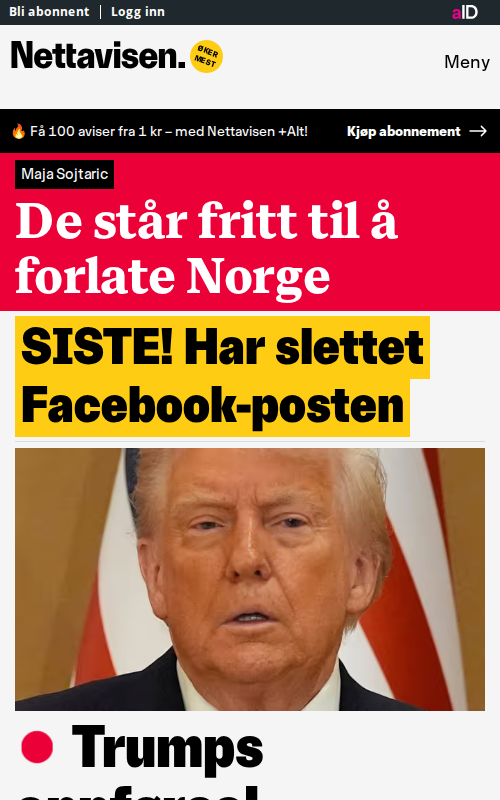 Bli abonnent Logg inn
aID
Nettavisen.
ØKER
MEST
Meny
🔥 Få 100 aviser fra 1 kr – med Nettavisen +Alt!
Kjøp abonnement →
Maja Sojtaric
De står fritt til å
forlate Norge
SISTE! Har slettet
Facebook-posten
Trumps